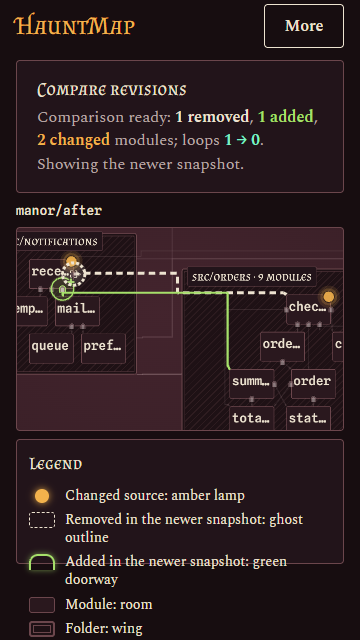 HauntMap
More
Compare revisions
Comparison ready: 1 removed, 1 added,
2 changed modules; loops 1 → 0.
Showing the newer snapshot.
manor/after
/notifications
src/orders · 9 modules
rece
chec…
emp…
mail…
queue
pref…
orde…
c
summ…
order
tota…
stat…
Legend
Changed source: amber lamp
Removed in the newer snapshot: ghost
outline
Added in the newer snapshot: green
doorway
Module: room
Folder: wing